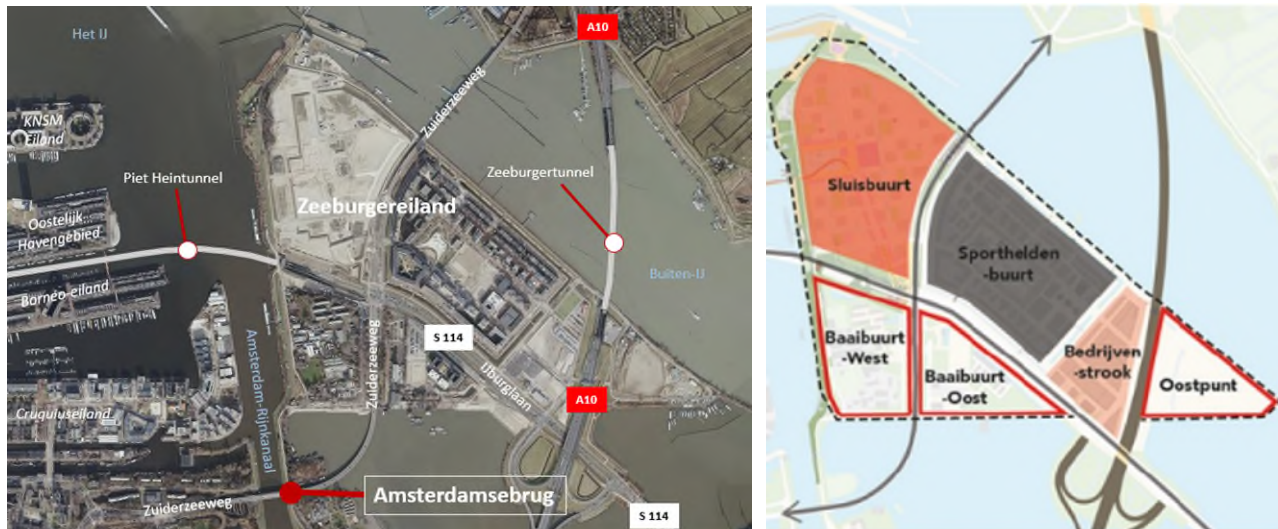 Het IJ
A10
KNSM
Eiland
Zuiderzeeweg
Piet Heintunnel
Zeeburgertunnel
Zeeburgereiland
Oostelijk
Havengebied
Buiten-IJ
Borneo-eiland
S 114
Amsterdam-Rijnkanaal
Zuiderzeeweg
IJburglaan
A10
Cruquiuseiland
Zuiderzeeweg
Amsterdamsebrug
S 114
Sluisbuurt
Sporthelden
-buurt
Baaibuurt
-West
Baaibuurt
-Oost
Bedrijven
-strook
Oostpunt